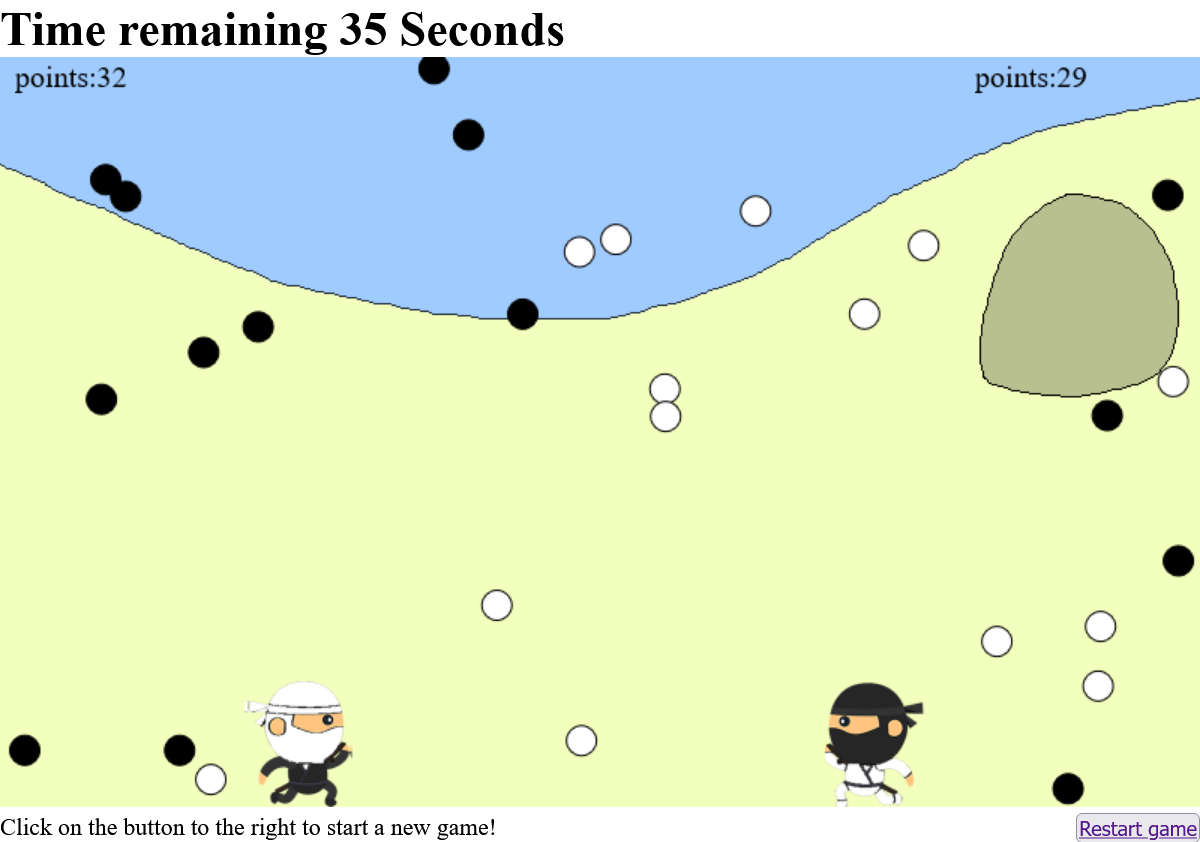 Time remaining 35 Seconds
points:32
points:29
Click on the button to the right to start a new game!
Restart game